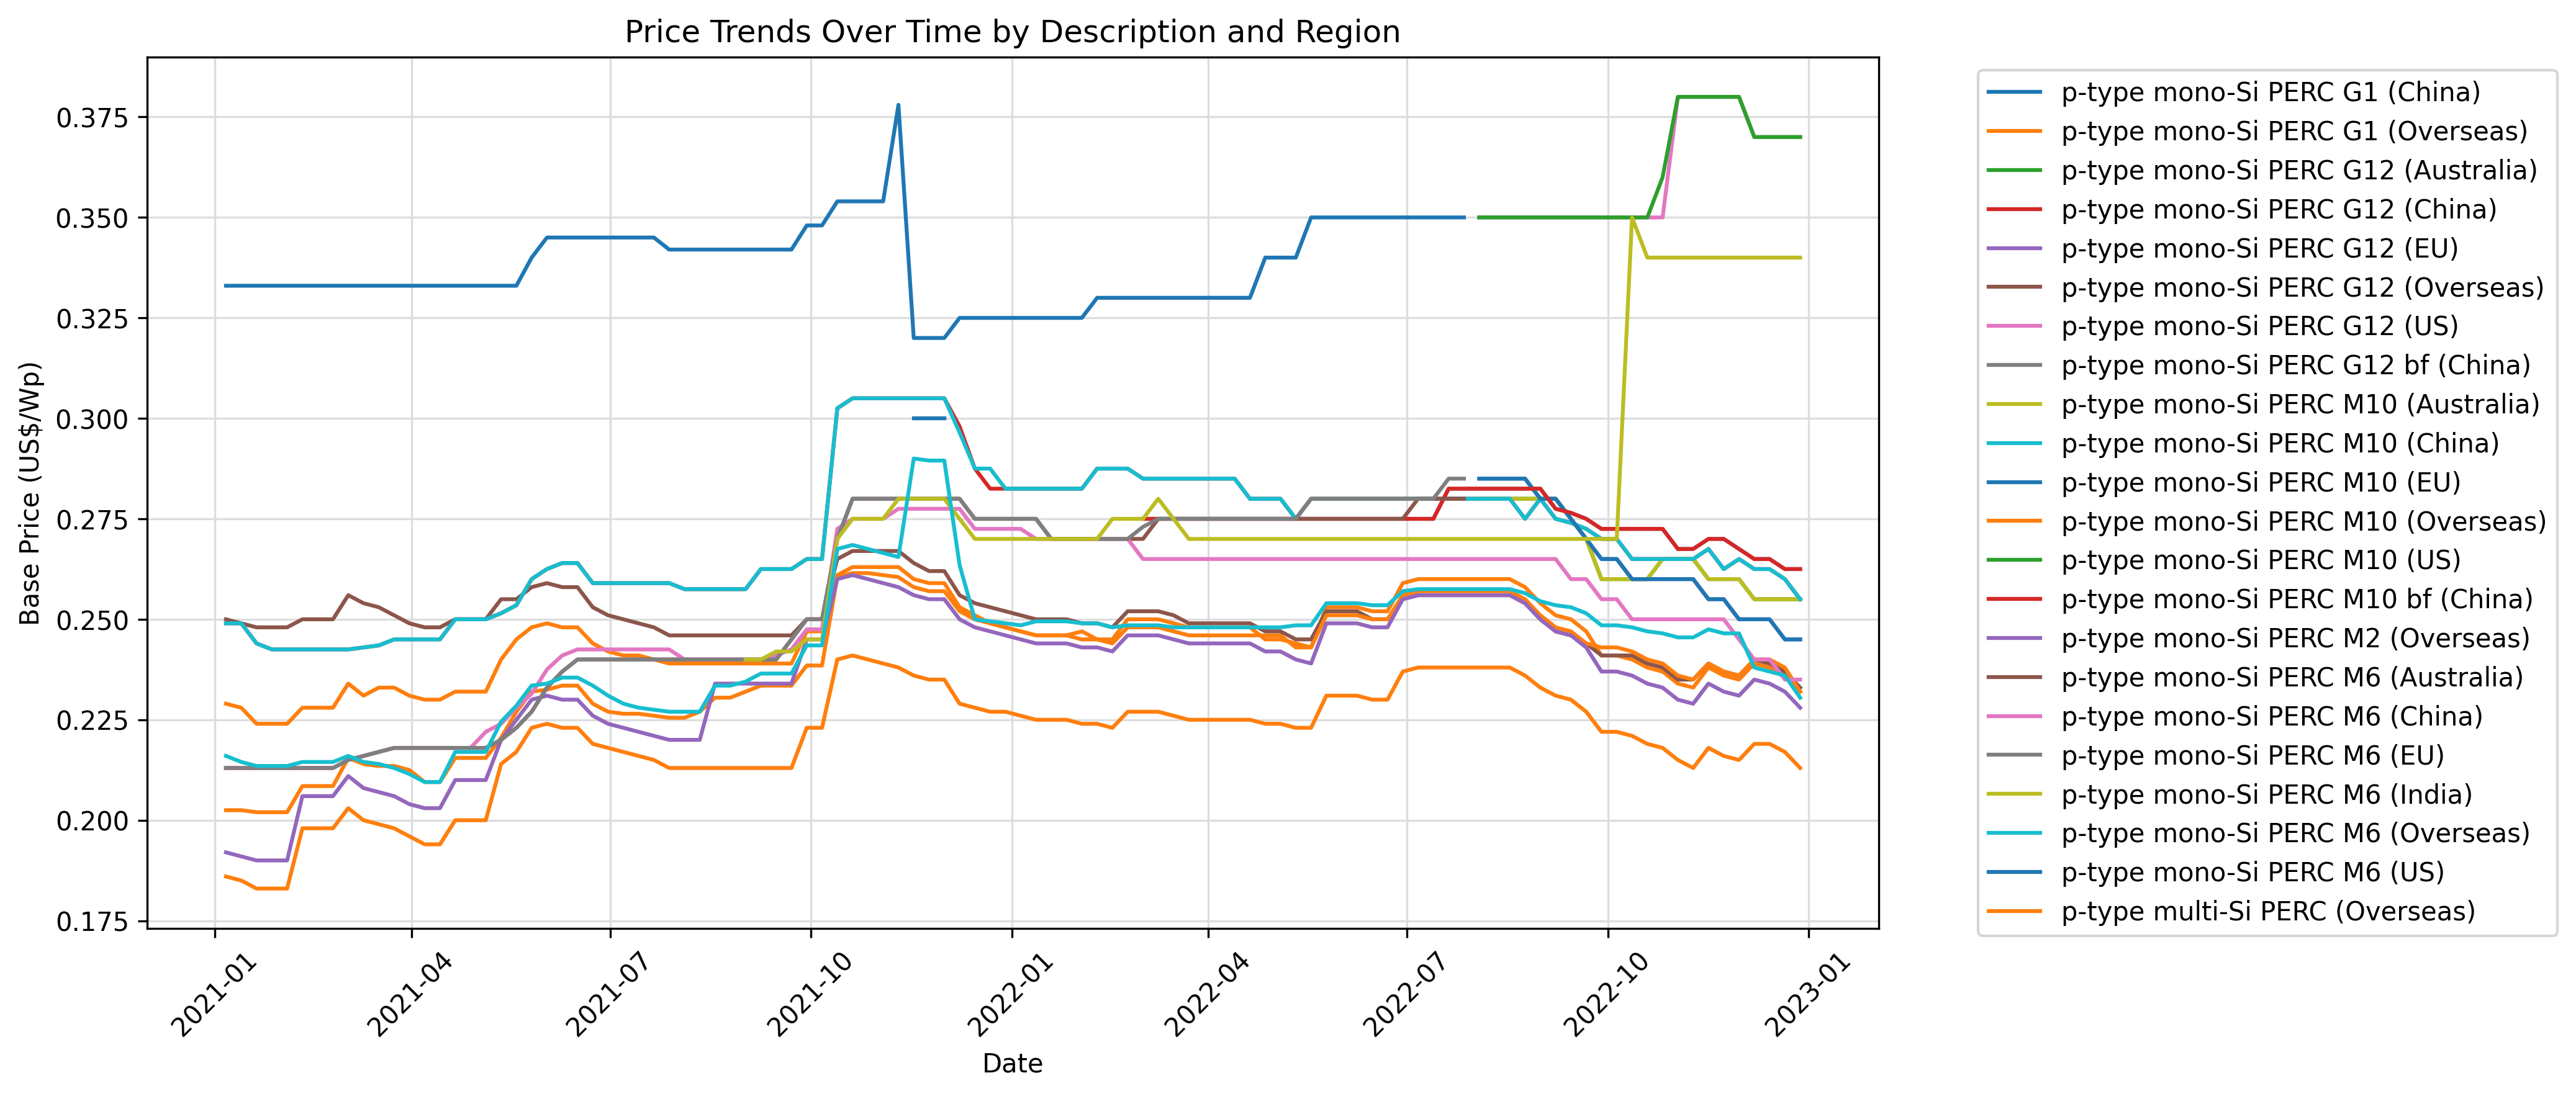 Price Trends Over Time by Description and Region
Base Price (US$/Wp)
0.375
0.350
0.325
0.300
0.275
0.250
0.225
0.200
0.175
2021-01
2021-04
2021-07
2021-10
2022-01
2022-04
2022-07
2022-10
2023-01
Date
p-type mono-Si PERC G1 (China)
p-type mono-Si PERC G1 (Overseas)
p-type mono-Si PERC G12 (Australia)
p-type mono-Si PERC G12 (China)
p-type mono-Si PERC G12 (EU)
p-type mono-Si PERC G12 (Overseas)
p-type mono-Si PERC G12 (US)
p-type mono-Si PERC G12 bf (China)
p-type mono-Si PERC M10 (Australia)
p-type mono-Si PERC M10 (China)
p-type mono-Si PERC M10 (EU)
p-type mono-Si PERC M10 (Overseas)
p-type mono-Si PERC M10 (US)
p-type mono-Si PERC M10 bf (China)
p-type mono-Si PERC M2 (Overseas)
p-type mono-Si PERC M6 (Australia)
p-type mono-Si PERC M6 (China)
p-type mono-Si PERC M6 (EU)
p-type mono-Si PERC M6 (India)
p-type mono-Si PERC M6 (Overseas)
p-type mono-Si PERC M6 (US)
p-type multi-Si PERC (Overseas)